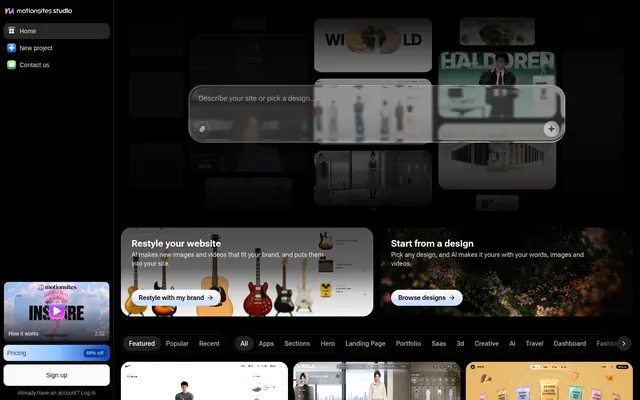 motionsites studio
Home
New project
Contact us
WI LD
HALDOREN
Describe your site or pick a design...
Restyle your website
AI makes new images and videos that fit your brand, and puts them into your site.
Restyle with my brand →
Start from a design
Pick any design, and AI makes it yours with your words, images and videos.
Browse designs →
motionsites
INSPIRE
How it works
2:32
Pricing
48% off
Sign up
Already have an account? Log in
Featured
Popular
Recent
All
Apps
Sections
Hero
Landing Page
Portfolio
Saas
3d
Creative
Ai
Travel
Dashboard
Fashion